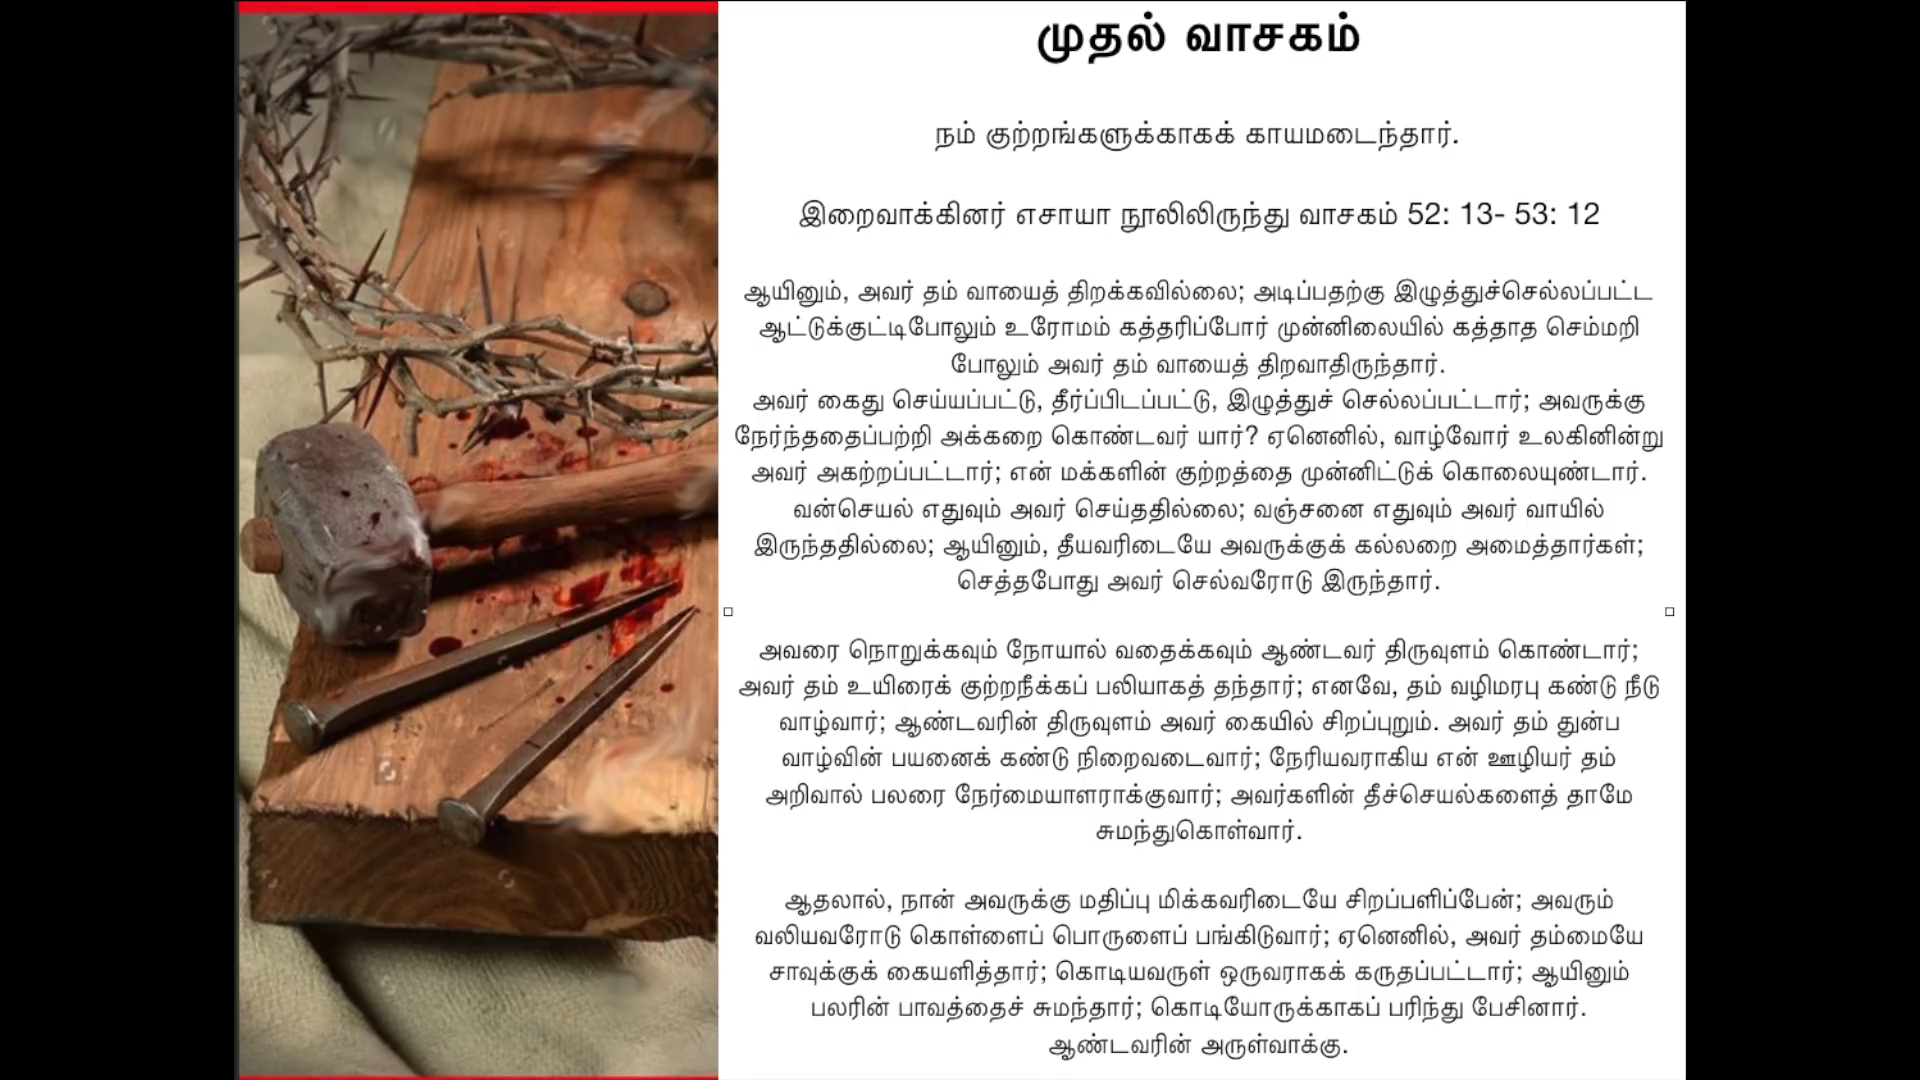 முதல் வாசகம்
நம் குற்றங்களுக்காகக் காயமடைந்தார்.
இறைவாக்கினர் எசாயா நூலிலிருந்து வாசகம் 52: 13- 53: 12
ஆயினும், அவர் தம் வாயைத் திறக்கவில்லை; அடிப்பதற்கு இழுத்துச்செல்லப்பட்ட
ஆட்டுக்குட்டிபோலும் உரோமம் கத்தரிப்போர் முன்னிலையில் கத்தாத செம்மறி
போலும் அவர் தம் வாயைத் திறவாதிருந்தார்.
அவர் கைது செய்யப்பட்டு, தீர்ப்பிடப்பட்டு, இழுத்துச் செல்லப்பட்டார்; அவருக்கு
நேர்ந்ததைப்பற்றி அக்கறை கொண்டவர் யார்? ஏனெனில், வாழ்வோர் உலகினின்று
அவர் அகற்றப்பட்டார்; என் மக்களின் குற்றத்தை முன்னிட்டுக் கொலையுண்டார்.
வன்செயல் எதுவும் அவர் செய்ததில்லை; வஞ்சனை எதுவும் அவர் வாயில்
இருந்ததில்லை; ஆயினும், தீயவரிடையே அவருக்குக் கல்லறை அமைத்தார்கள்;
செத்தபோது அவர் செல்வரோடு இருந்தார்.
அவரை நொறுக்கவும் நோயால் வதைக்கவும் ஆண்டவர் திருவுளம் கொண்டார்;
அவர் தம் உயிரைக் குற்றநீக்கப் பலியாகத் தந்தார்; எனவே, தம் வழிமரபு கண்டு நீடு
வாழ்வார்; ஆண்டவரின் திருவுளம் அவர் கையில் சிறப்புறும். அவர் தம் துன்ப
வாழ்வின் பயனைக் கண்டு நிறைவடைவார்; நேரியவராகிய என் ஊழியர் தம்
அறிவால் பலரை நேர்மையாளராக்குவார்; அவர்களின் தீச்செயல்களைத் தாமே
சுமந்துகொள்வார்.
ஆதலால், நான் அவருக்கு மதிப்பு மிக்கவரிடையே சிறப்பளிப்பேன்; அவரும்
வலியவரோடு கொள்ளைப் பொருளைப் பங்கிடுவார்; ஏனெனில், அவர் தம்மையே
சாவுக்குக் கையளித்தார்; கொடியவருள் ஒருவராகக் கருதப்பட்டார்; ஆயினும்
பலரின் பாவத்தைச் சுமந்தார்; கொடியோருக்காகப் பரிந்து பேசினார்.
ஆண்டவரின் அருள்வாக்கு.